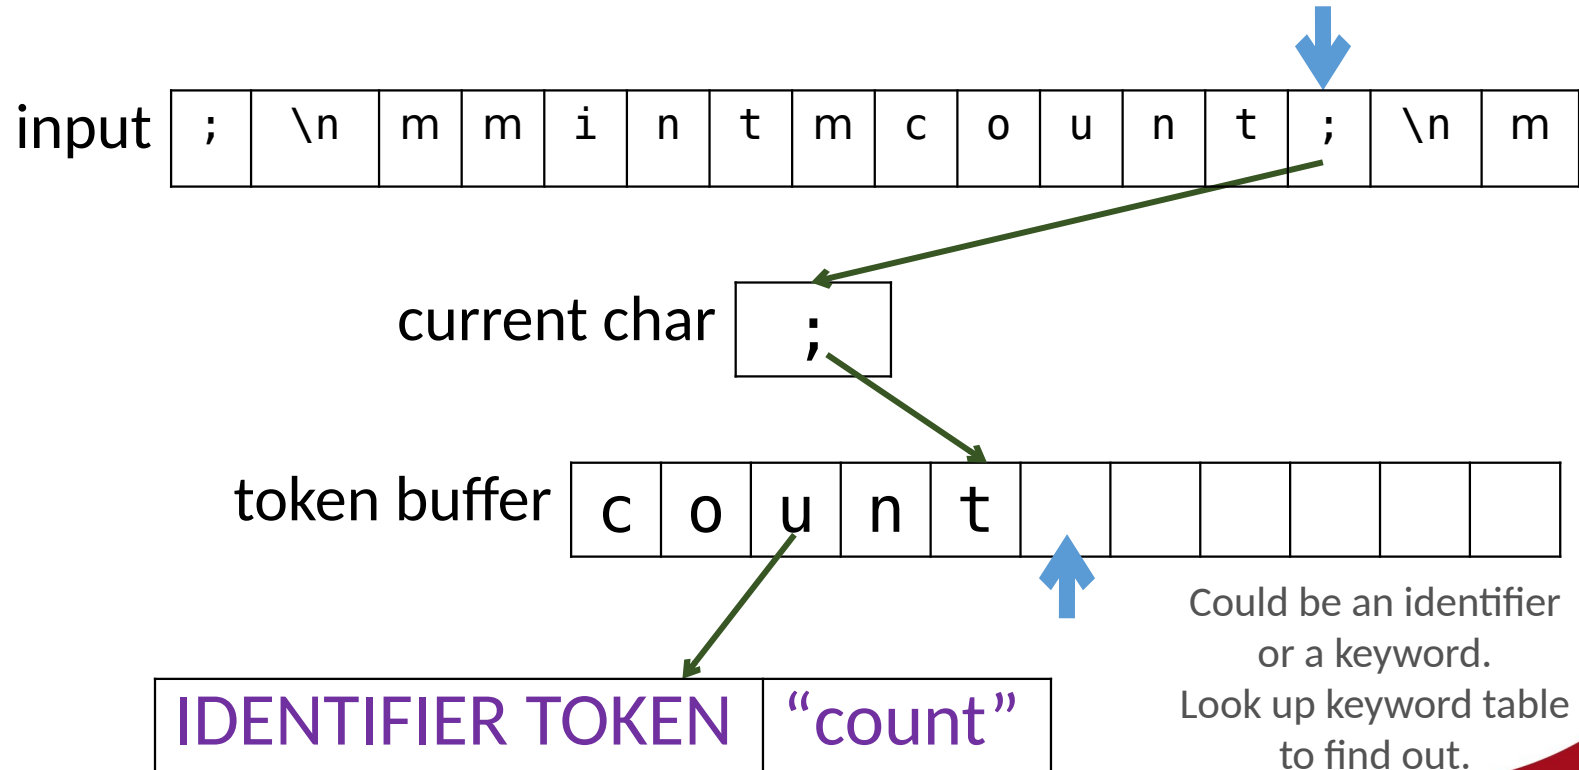 input ; \n m m i n t m c o u n t ; \n m
current char ;
token buffer c o u n t
Could be an identifier
or a keyword.
Look up keyword table
to find out.
IDENTIFIER TOKEN “count”